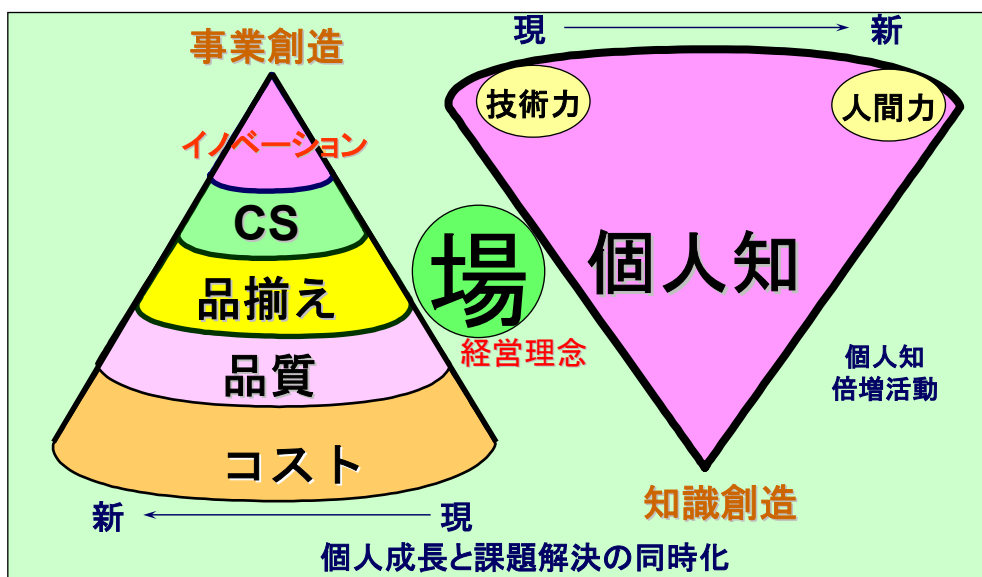 事業創造
イノベーション
CS
品揃え
品質
コスト
新
現
場
経営理念
現
新
技術力
人間力
個人知
個人知
倍増活動
知識創造
個人成長と課題解決の同時化